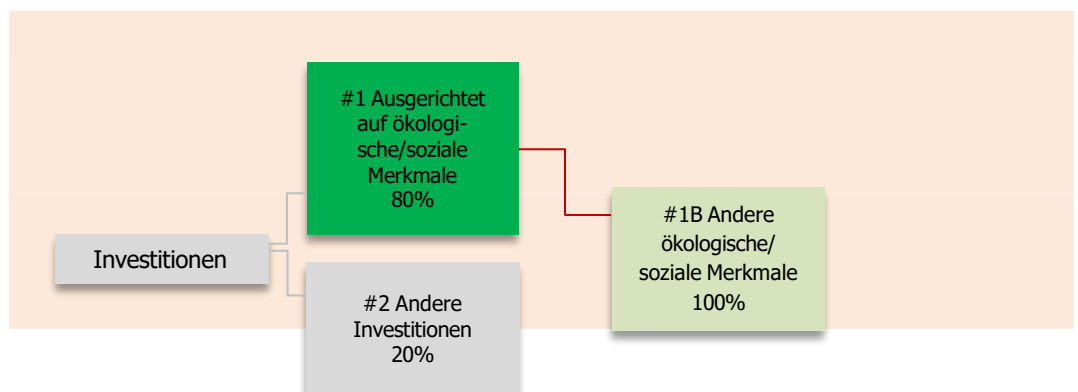 #1 Ausgerichtet
auf ökologi-
sche/soziale
Merkmale
80%
#1B Andere
ökologische/
soziale Merkmale
100%
Investitionen
#2 Andere
Investitionen
20%